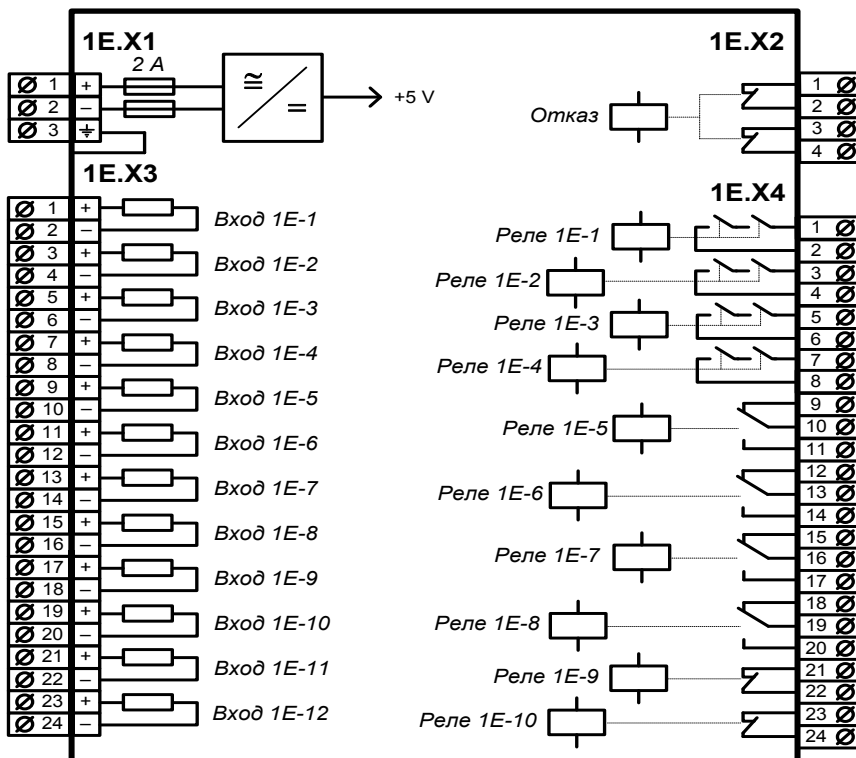 1E.X1
2 A
1 +
2 –
3
≅
=
+5 V
1E.X2
Отказ
1
2
3
4
1E.X3
1 +
2 –
Вход 1E-1
3 +
4 –
Вход 1E-2
5 +
6 –
Вход 1E-3
7 +
8 –
Вход 1E-4
9 +
10 –
Вход 1E-5
11 +
12 –
Вход 1E-6
13 +
14 –
Вход 1E-7
15 +
16 –
Вход 1E-8
17 +
18 –
Вход 1E-9
19 +
20 –
Вход 1E-10
21 +
22 –
Вход 1E-11
23 +
24 –
Вход 1E-12
1E.X4
Реле 1E-1
1
2
Реле 1E-2
3
4
Реле 1E-3
5
6
Реле 1E-4
7
8
Реле 1E-5
9
10
11
Реле 1E-6
12
13
14
Реле 1E-7
15
16
17
Реле 1E-8
18
19
20
Реле 1E-9
21
22
Реле 1E-10
23
24